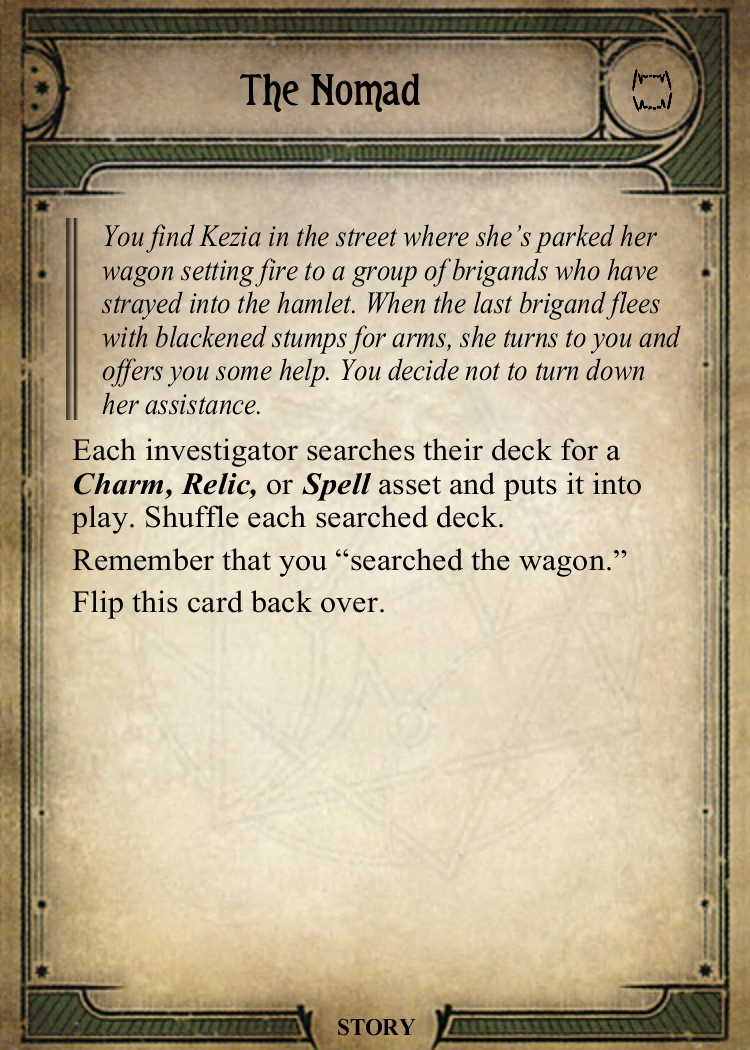 The Nomad
You find Kezia in the street where she’s parked her
wagon setting fire to a group of brigands who have
strayed into the hamlet. When the last brigand flees
with blackened stumps for arms, she turns to you and
offers you some help. You decide not to turn down
her assistance.
Each investigator searches their deck for a
Charm, Relic, or Spell asset and puts it into
play. Shuffle each searched deck.
Remember that you “searched the wagon.”
Flip this card back over.
STORY